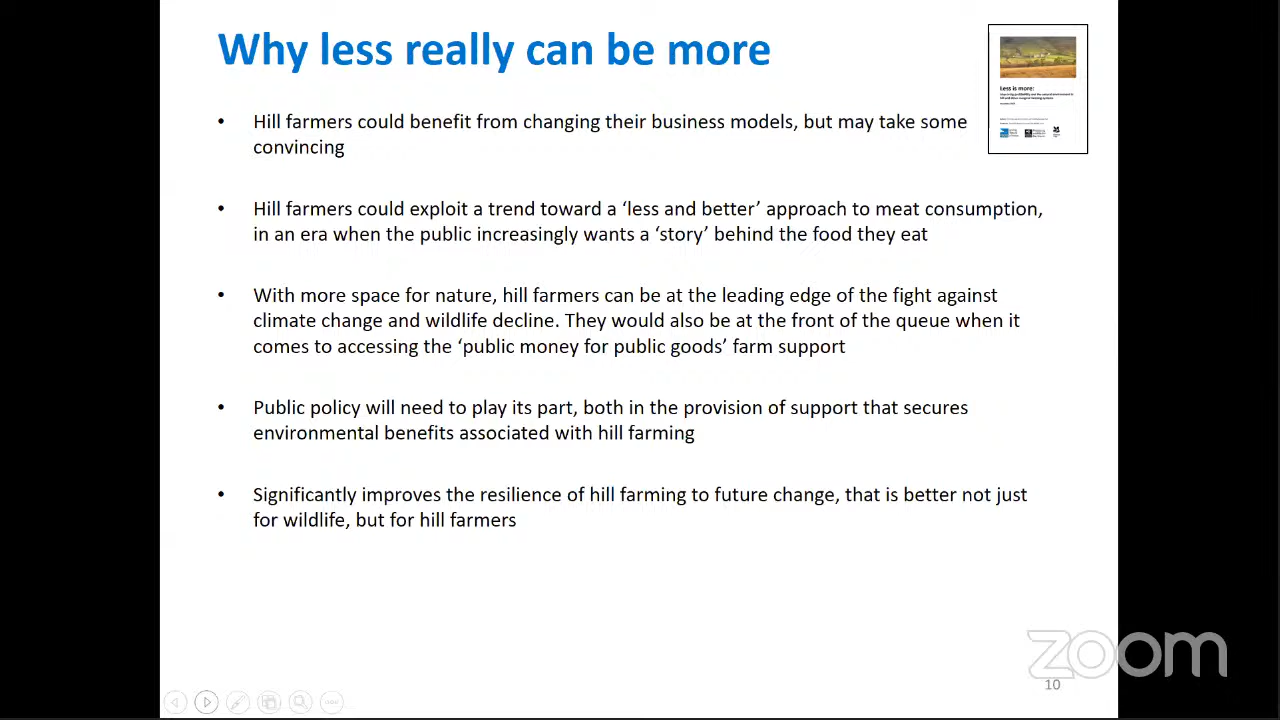 Why less really can be more
• Hill farmers could benefit from changing their business models, but may take some
convincing
• Hill farmers could exploit a trend toward a ‘less and better’ approach to meat consumption,
in an era when the public increasingly wants a ‘story’ behind the food they eat
• With more space for nature, hill farmers can be at the leading edge of the fight against
climate change and wildlife decline. They would also be at the front of the queue when it
comes to accessing the ‘public money for public goods’ farm support
• Public policy will need to play its part, both in the provision of support that secures
environmental benefits associated with hill farming
• Significantly improves the resilience of hill farming to future change, that is better not just
for wildlife, but for hill farmers
Less is more:
zoom
10